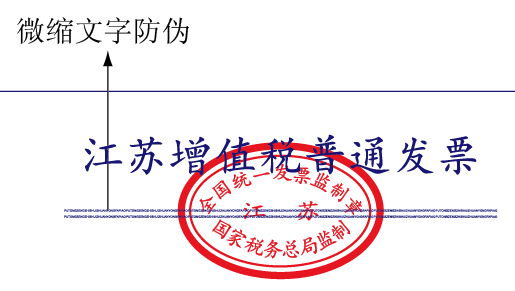 微缩文字防伪
江苏增值税普通发票
全国统一发票监制章
江 苏
国家税务总局监制